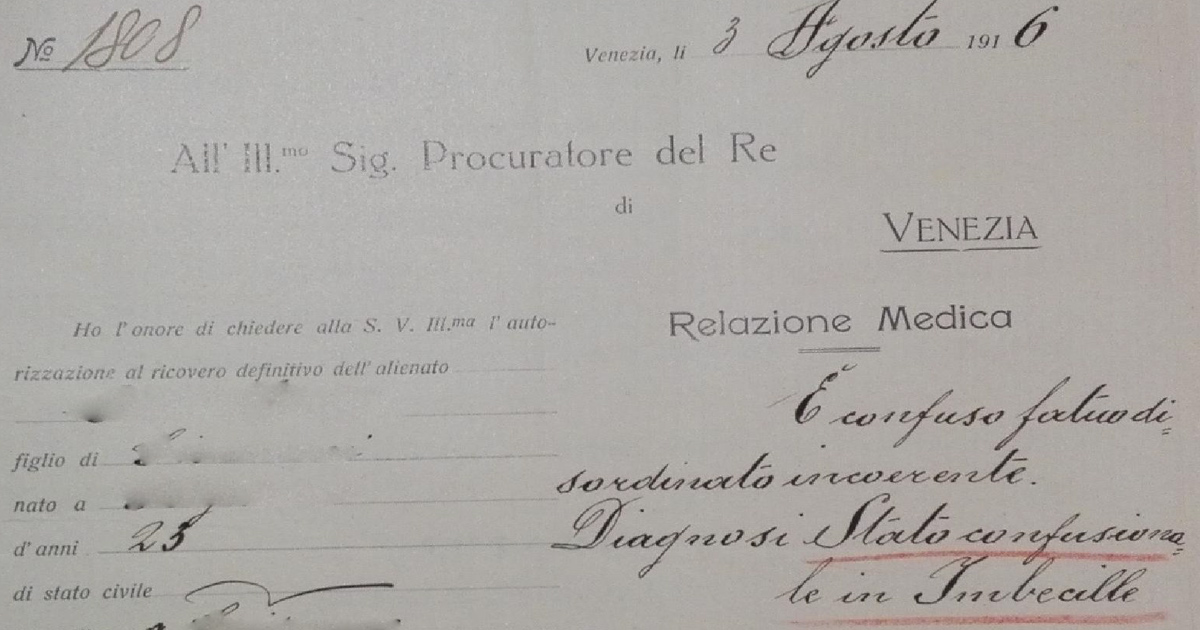 No 1808
Venezia, li 3 Agosto 1916
All' Ill.mo Sig. Procuratore del Re
di
VENEZIA
Ho l'onore di chiedere alla S. V. Ill.ma l'auto-
rizzazione al ricovero definitivo dell'alienato
figlio di
nato a
d'anni 23
di stato civile
Relazione Medica
È confuso fatuo di=
sordinato incoerente.
Diagnosi Stato confusiona=
le in Imbecille